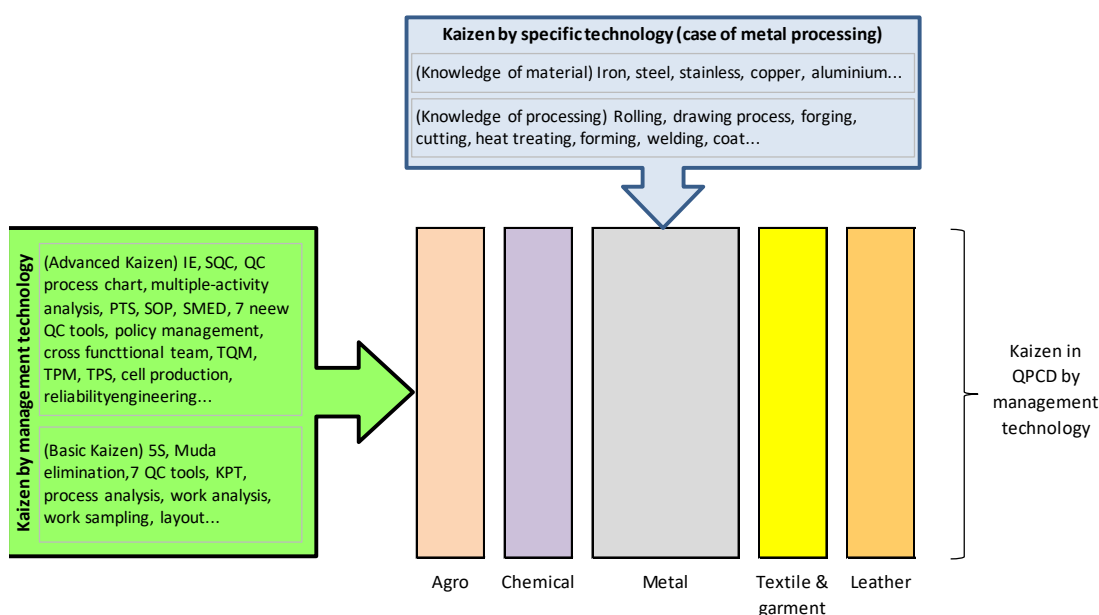 Kaizen by specific technology (case of metal processing)
(Knowledge of material) Iron, steel, stainless, copper, aluminium...
(Knowledge of processing) Rolling, drawing process, forging,
cutting, heat treating, forming, welding, coat...
Kaizen by management technology
(Advanced Kaizen) IE, SQC, QC
process chart, multiple-activity
analysis, PTS, SOP, SMED, 7 neew
QC tools, policy management,
cross functtional team, TQM,
TPM, TPS, cell production,
reliabilityengineering...
(Basic Kaizen) 5S, Muda
elimination,7 QC tools, KPT,
process analysis, work analysis,
work sampling, layout...
Kaizen in
QPCD by
management
technology
Agro
Chemical
Metal
Textile &
garment
Leather